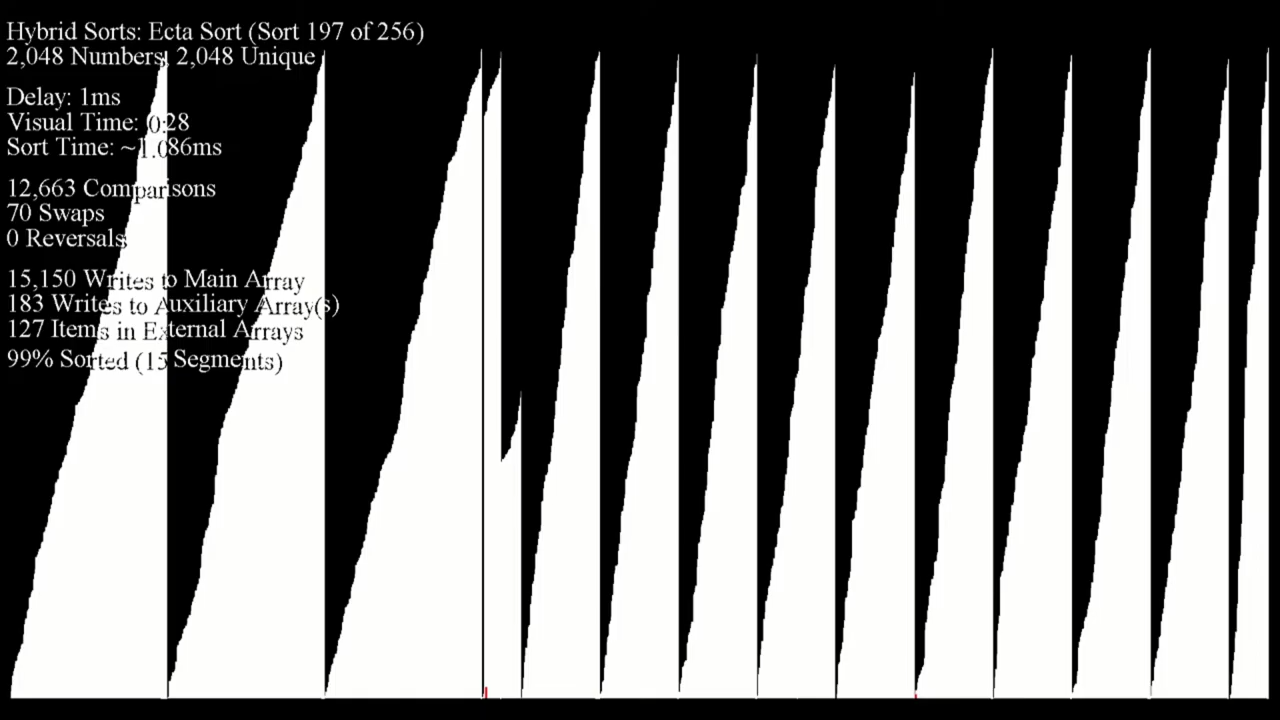 Hybrid Sorts: Ecta Sort (Sort 197 of 256)
2,048 Numbers, 2,048 Unique
Delay: 1ms
Visual Time: 0:28
Sort Time: ~1.086ms
12,663 Comparisons
70 Swaps
0 Reversals
15,150 Writes to Main Array
183 Writes to Auxiliary Array(s)
127 Items in External Arrays
99% Sorted (15 Segments)